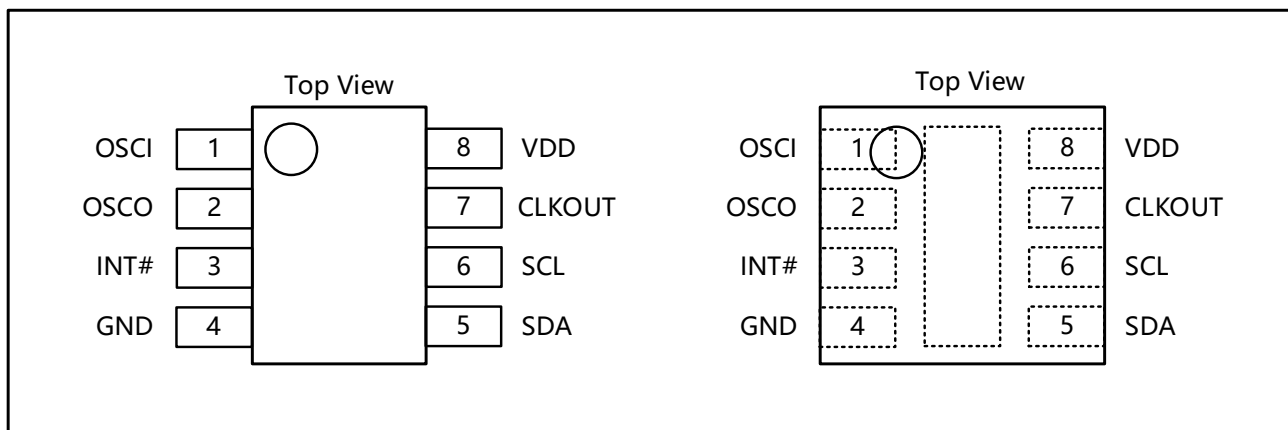 Top View
OSCI 1 8 VDD
OSCO 2 7 CLKOUT
INT# 3 6 SCL
GND 4 5 SDA
Top View
OSCI 1 8 VDD
OSCO 2 7 CLKOUT
INT# 3 6 SCL
GND 4 5 SDA